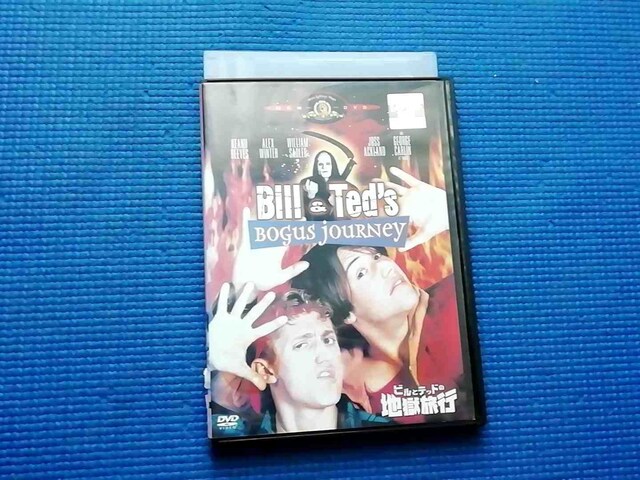 KEANU REEVES
ALEX WINTER
WILLIAM SADLER
JOSS ACKLAND
GEORGE CARLIN
Bill & Ted's
BOGUS JOURNEY
ビルとテッドの
地獄旅行
DVD
VIDEO